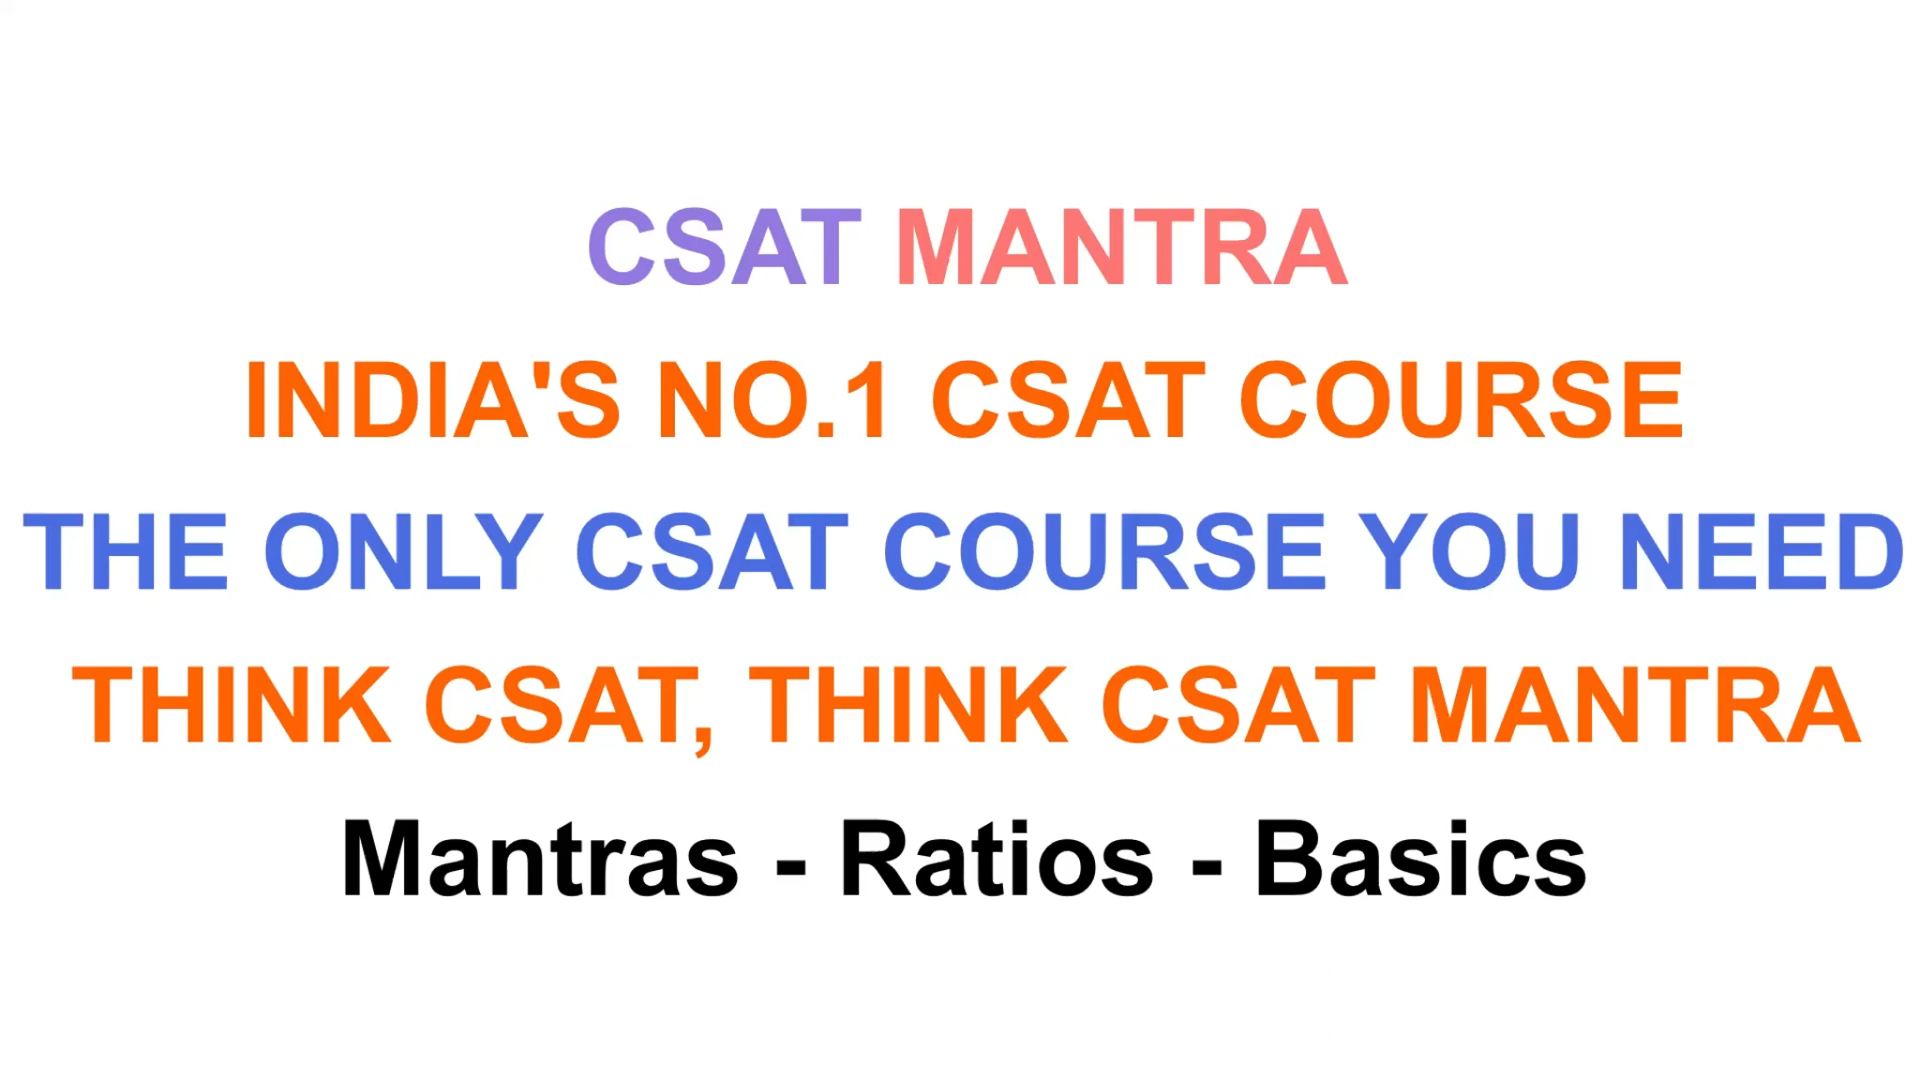 CSAT MANTRA
INDIA'S NO.1 CSAT COURSE
THE ONLY CSAT COURSE YOU NEED
THINK CSAT, THINK CSAT MANTRA
Mantras - Ratios - Basics